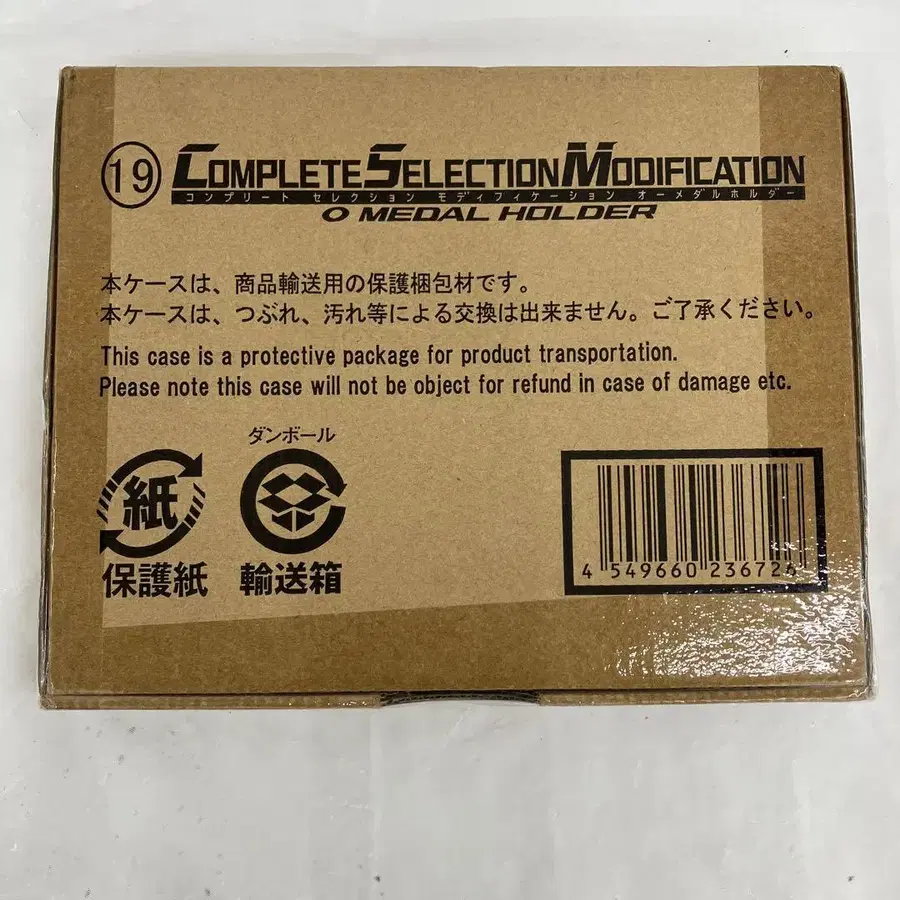 19 COMPLETE SELECTION MODIFICATION
コンプリート セレクション モディフィケーション オーメダルホルダー
O MEDAL HOLDER
本ケースは、商品輸送用の保護梱包材です。
本ケースは、つぶれ、汚れ等による交換は出来ません。ご了承ください。
This case is a protective package for product transportation.
Please note this case will not be object for refund in case of damage etc.
ダンボール
紙
保護紙 輸送箱
4 549660 236726